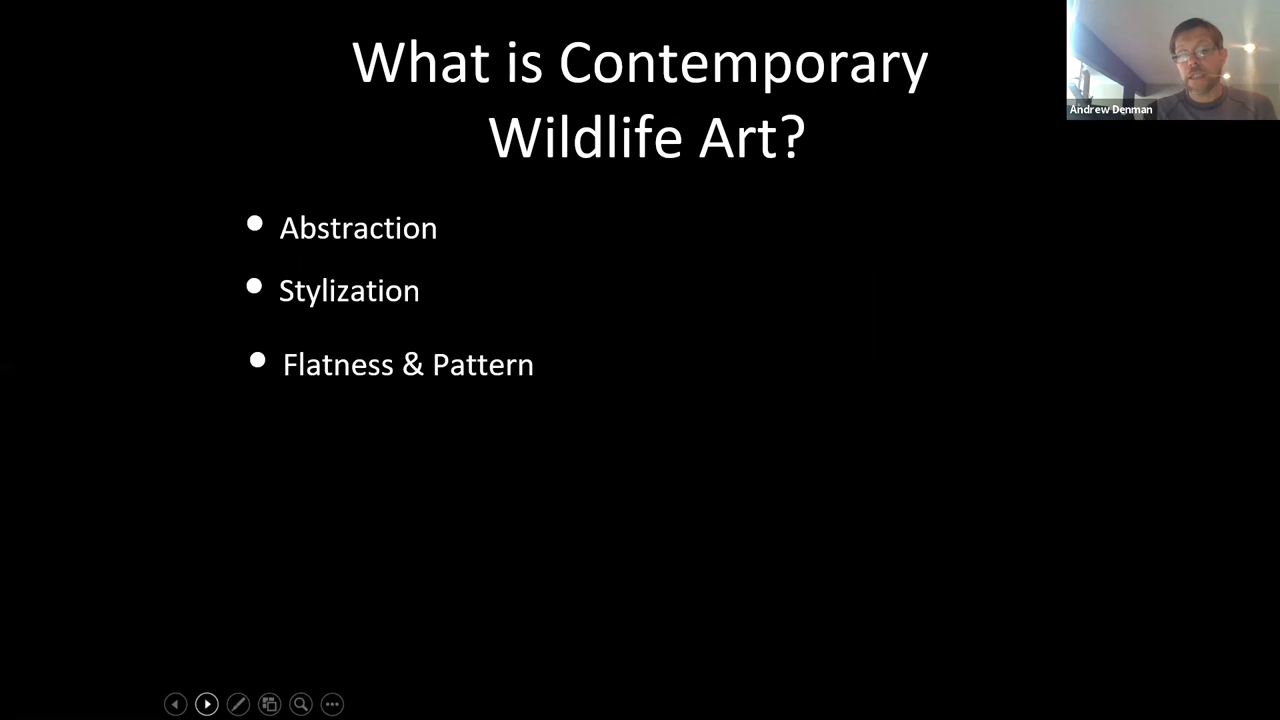 What is Contemporary
Wildlife Art?
Andrew Denman
Abstraction
Stylization
Flatness & Pattern